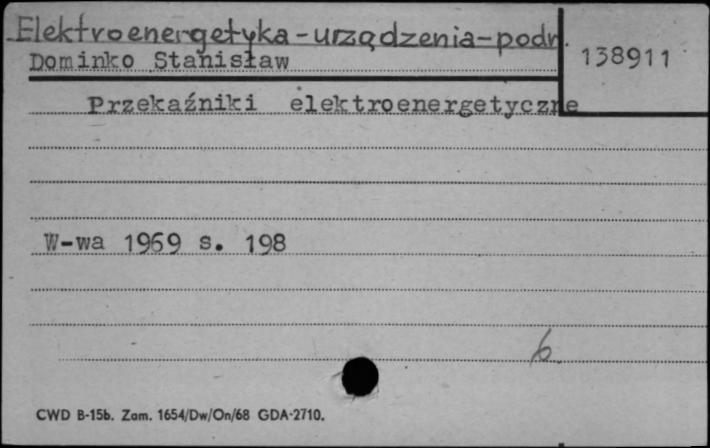 Elektroenergetyka-urządzenia-podr.
138911
Dominko Stanisław
Przekaźniki elektroenergetyczne
W-wa 1969 s. 198
6
CWD B-15b. Zam. 1654/Dw/On/68 GDA-2710.